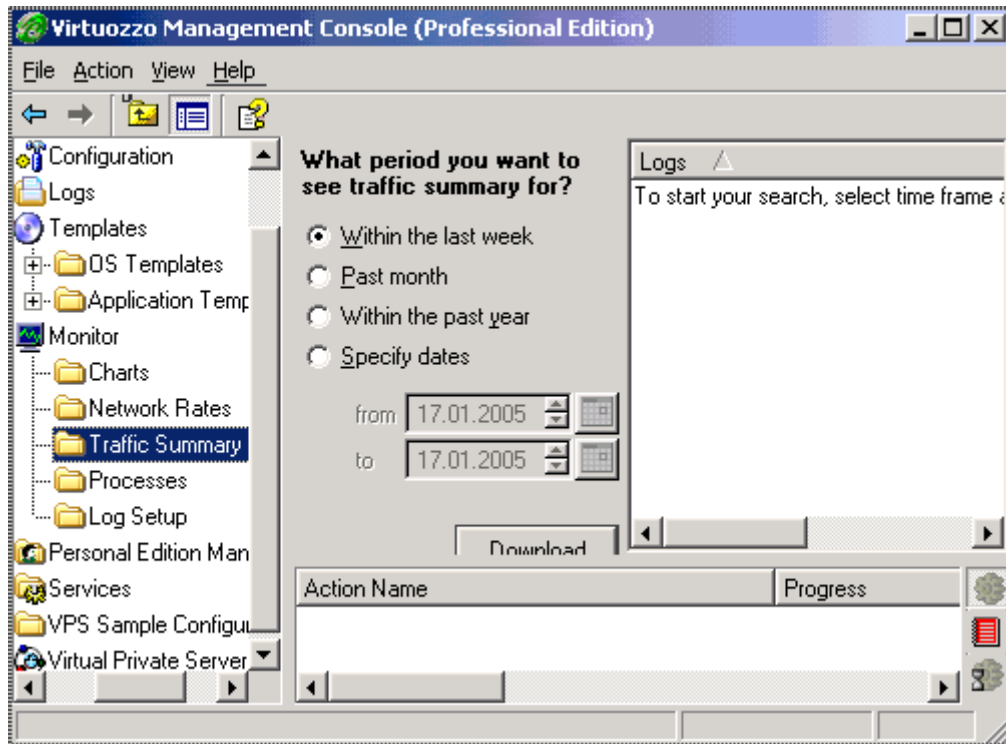 Virtuozzo Management Console (Professional Edition)
File Action View Help
Configuration
Logs
Templates
OS Templates
Application Temp
Monitor
Charts
Network Rates
Traffic Summary
Processes
Log Setup
Personal Edition Man
Services
VPS Sample Configu
Virtual Private Server
What period you want to
see traffic summary for?
Within the last week
Past month
Within the past year
Specify dates
from 17.01.2005
to 17.01.2005
Download
Logs
To start your search, select time frame a
Action Name Progress